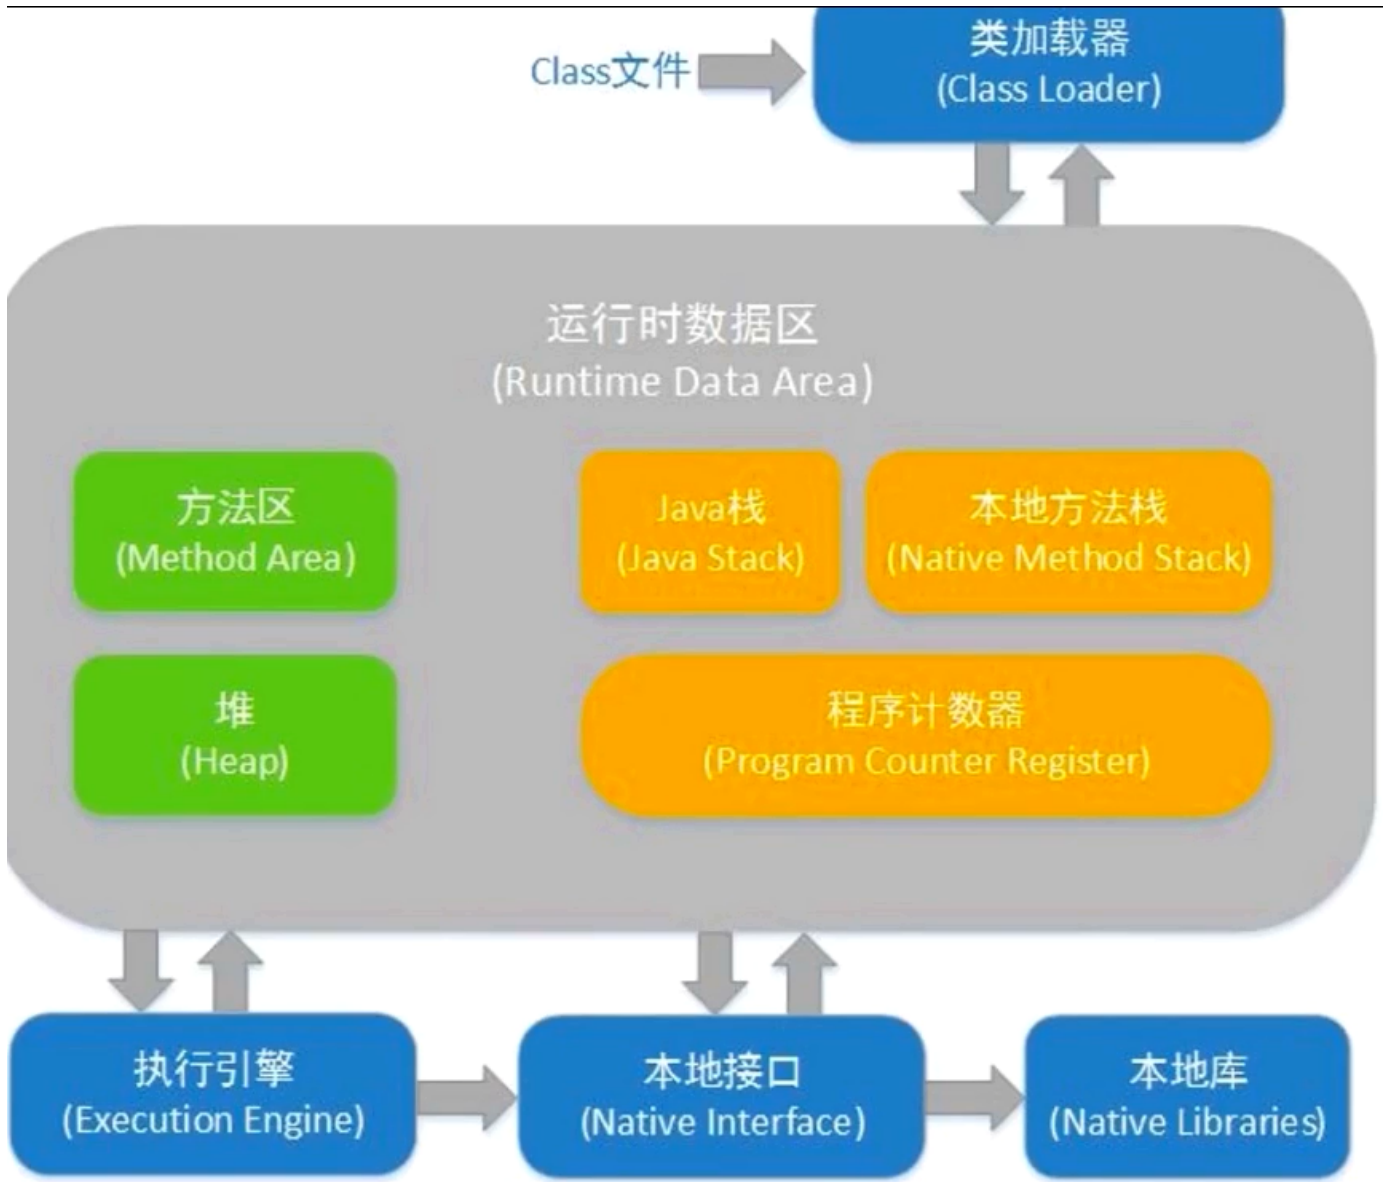 Class文件
类加载器
(Class Loader)
运行时数据区
(Runtime Data Area)
方法区
(Method Area)
Java栈
(Java Stack)
本地方法栈
(Native Method Stack)
堆
(Heap)
程序计数器
(Program Counter Register)
执行引擎
(Execution Engine)
本地接口
(Native Interface)
本地库
(Native Libraries)